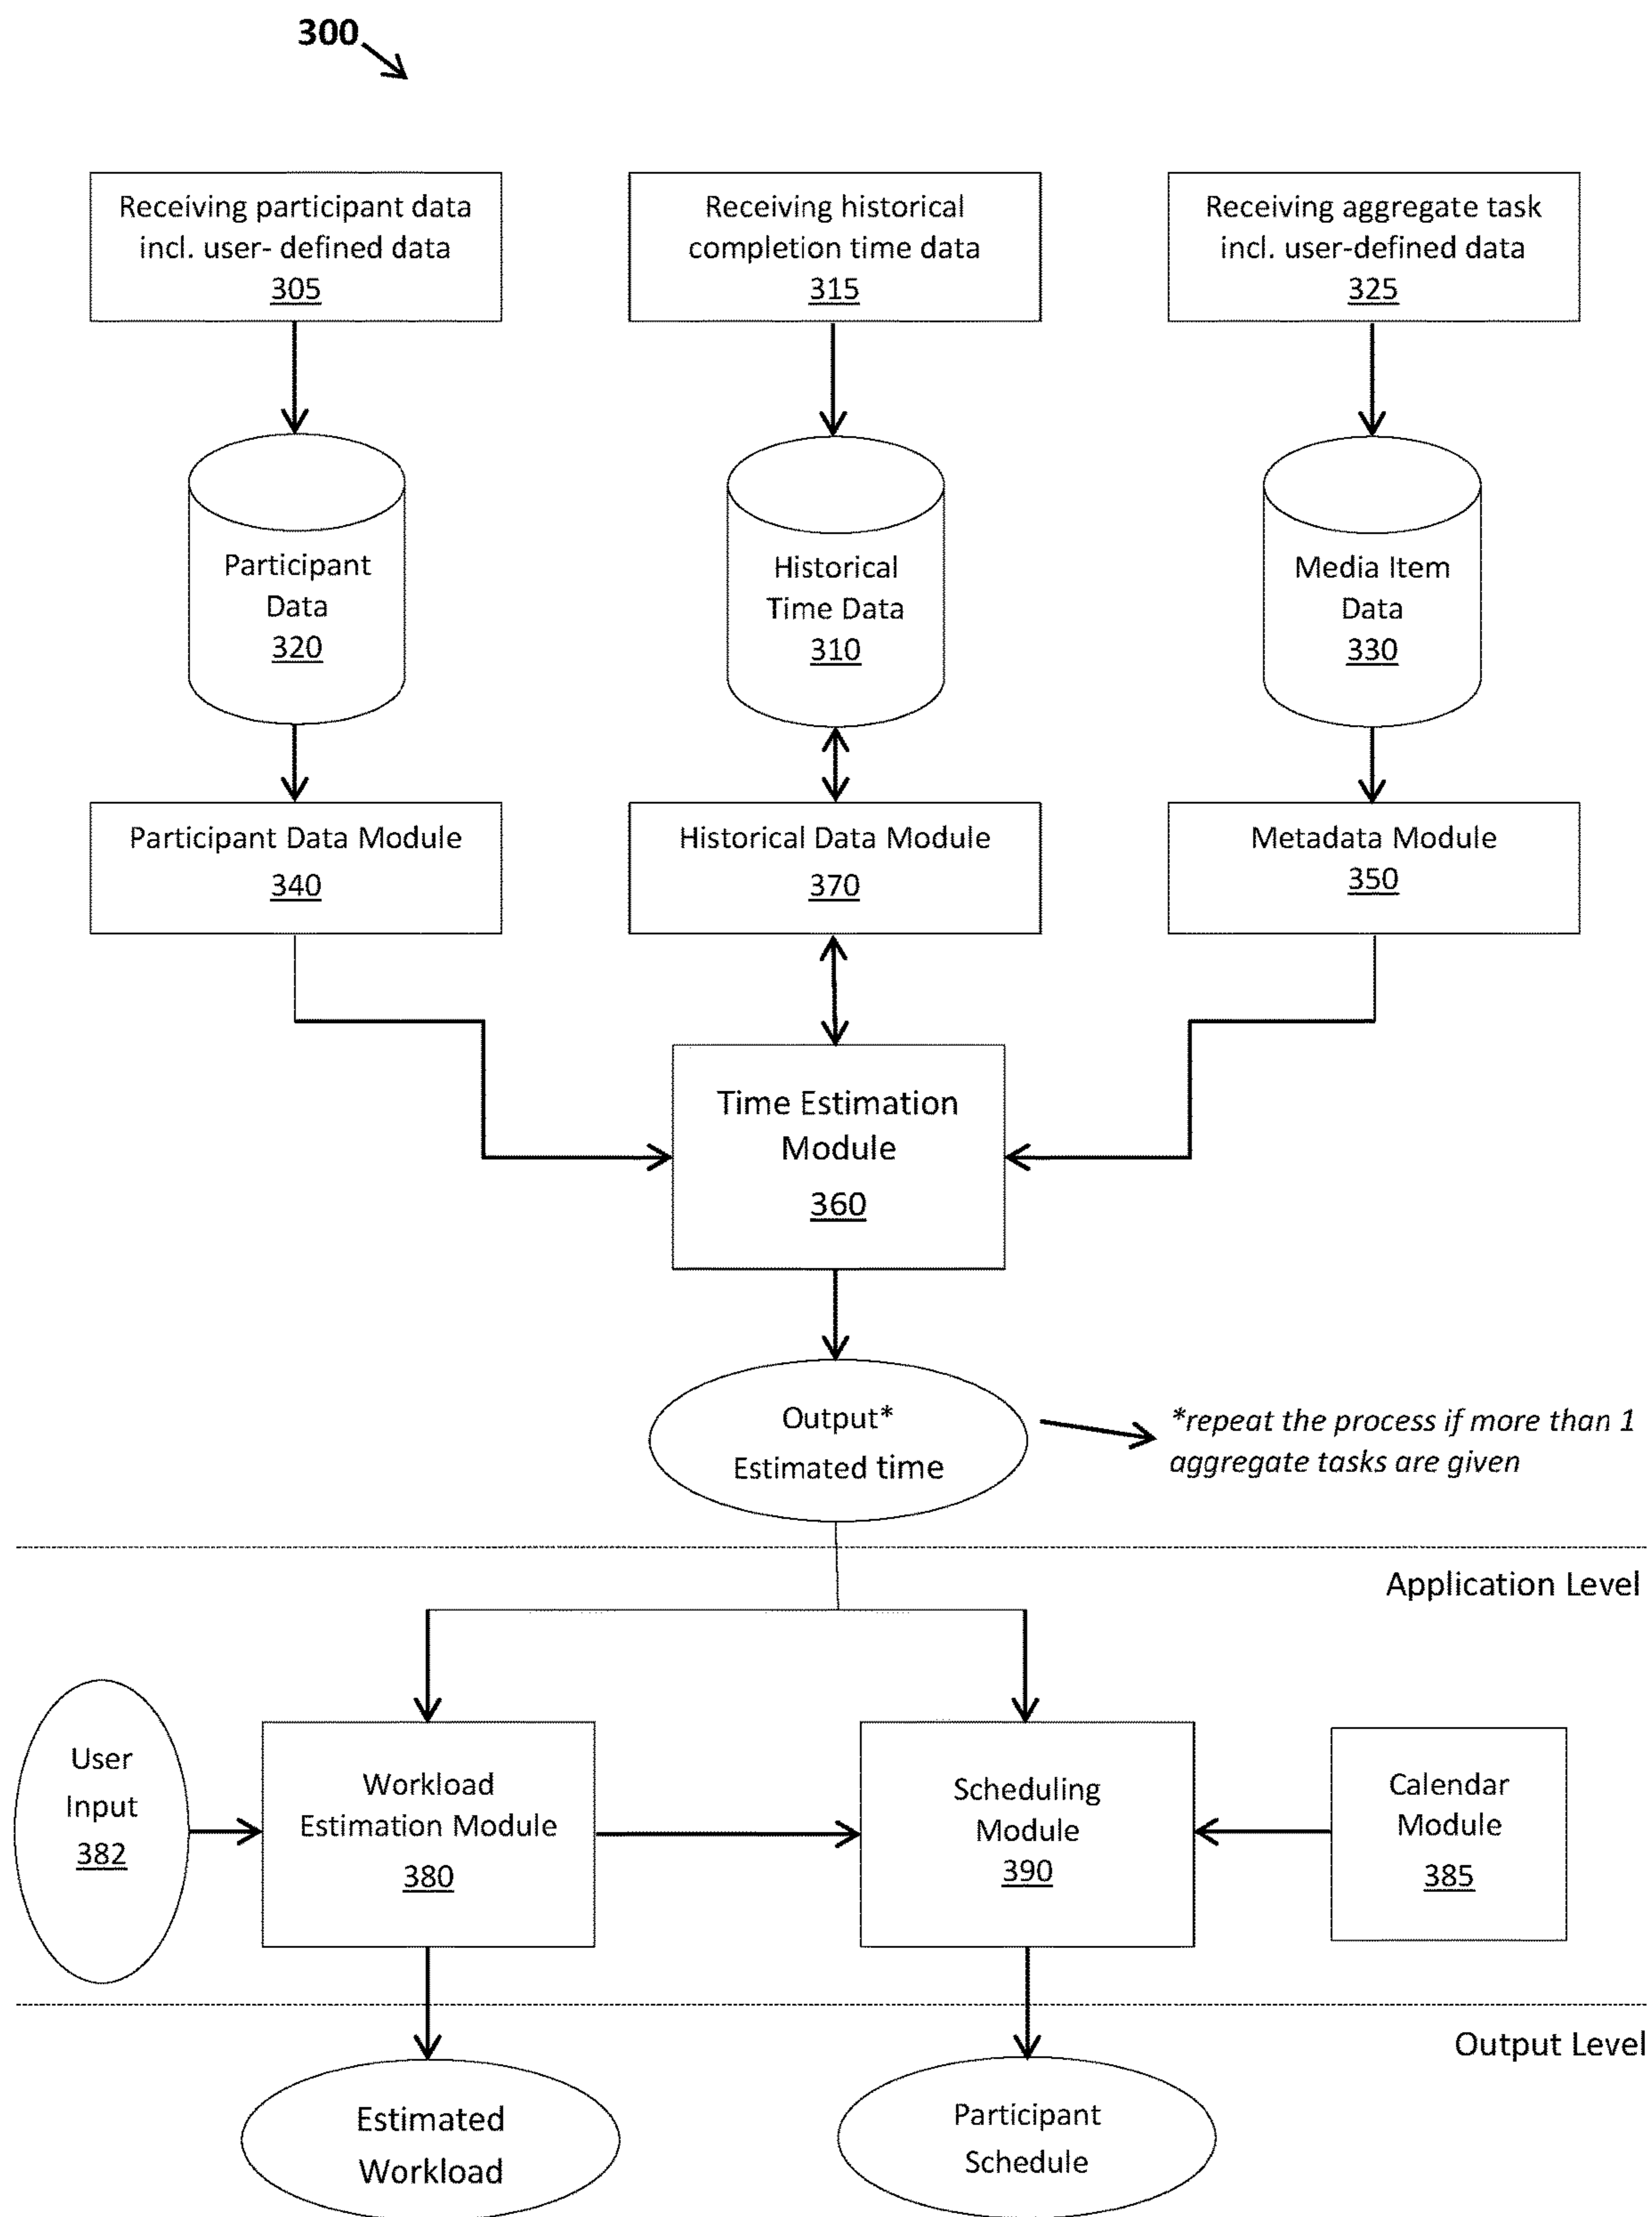 300
Receiving participant data
incl. user- defined data
305
Receiving historical
completion time data
315
Receiving aggregate task
incl. user-defined data
325
Participant
Data
320
Historical
Time Data
310
Media Item
Data
330
Participant Data Module
340
Historical Data Module
370
Metadata Module
350
Time Estimation
Module
360
Output*
Estimated time
*repeat the process if more than 1
aggregate tasks are given
Application Level
User
Input
382
Workload
Estimation Module
380
Scheduling
Module
390
Calendar
Module
385
Output Level
Estimated
Workload
Participant
Schedule